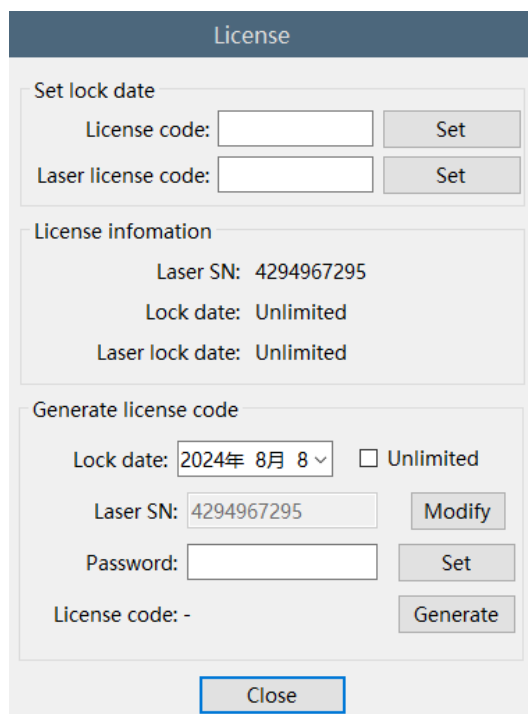 License
Set lock date
License code: Set
Laser license code: Set
License infomation
Laser SN: 4294967295
Lock date: Unlimited
Laser lock date: Unlimited
Generate license code
Lock date: 2024年 8月 8 Unlimited
Laser SN: 4294967295 Modify
Password: Set
License code: - Generate
Close